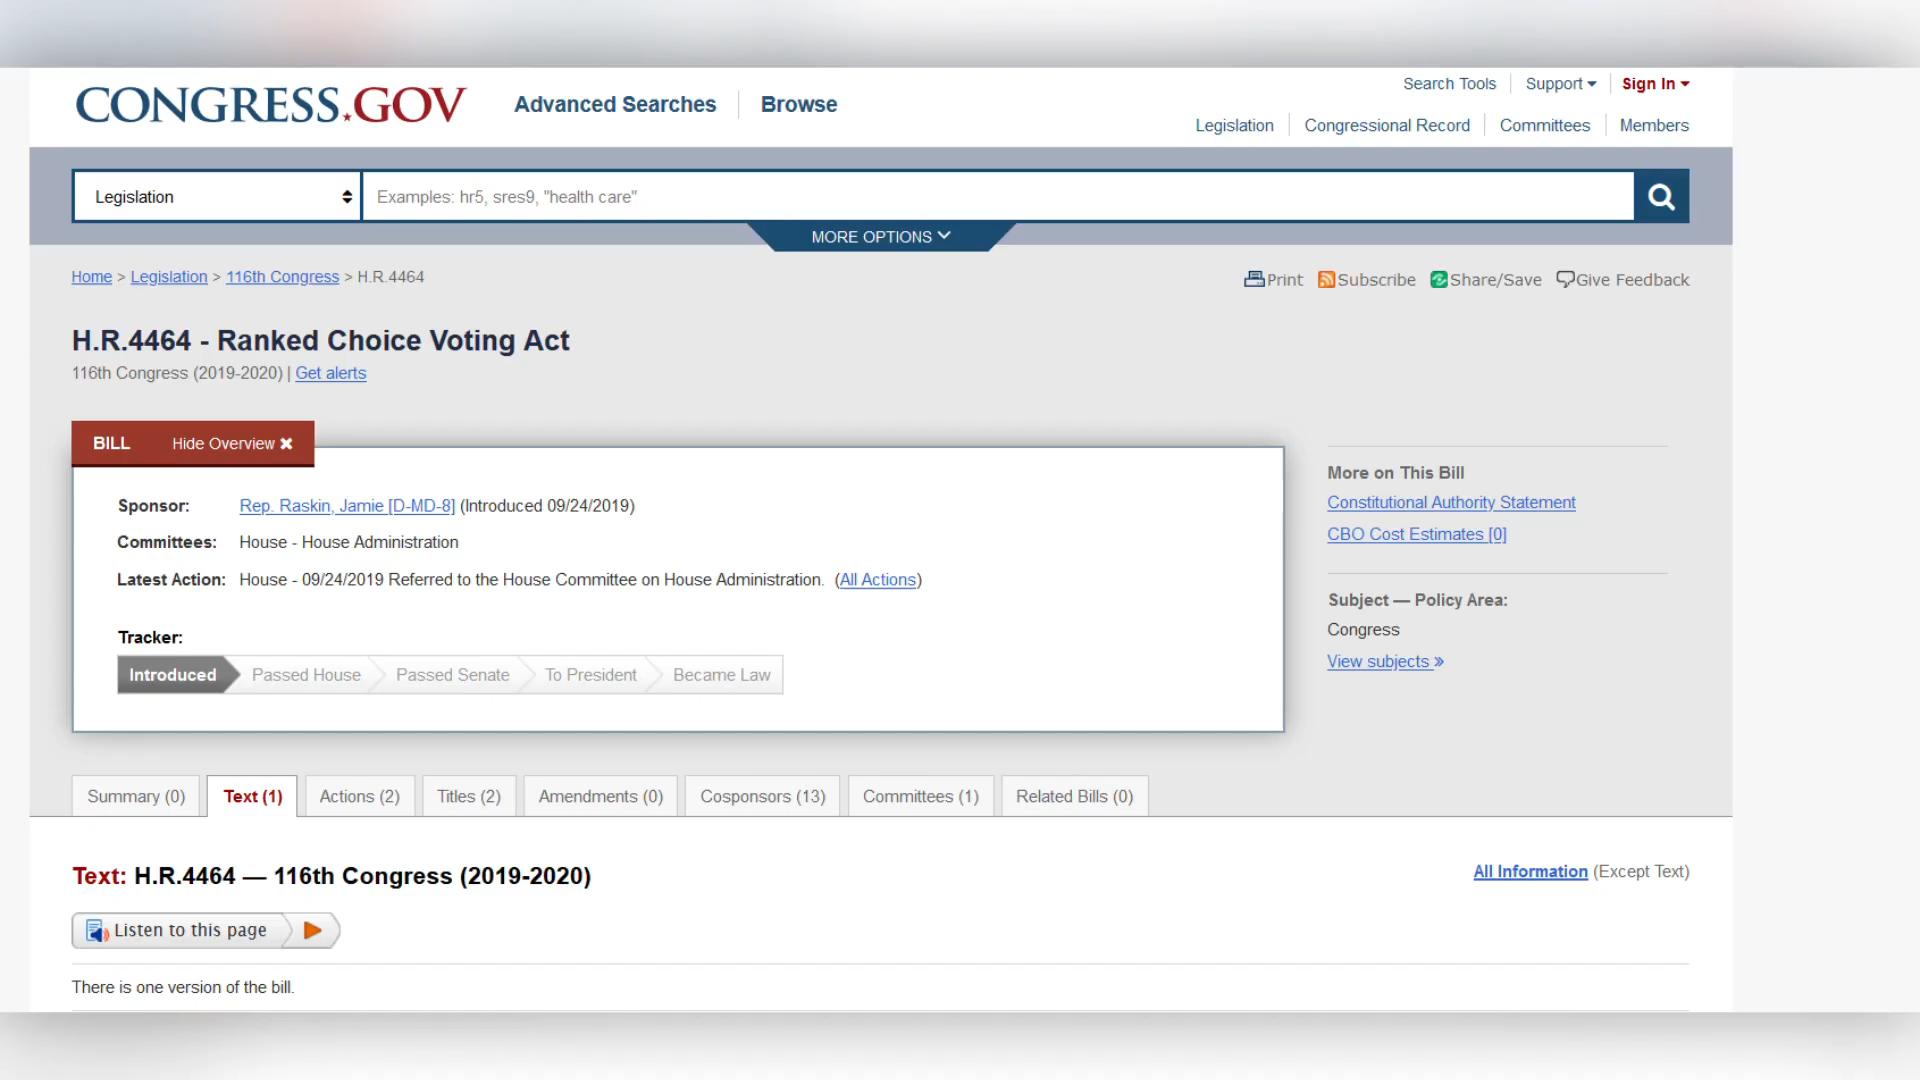 CONGRESS.GOV
Advanced Searches
Browse
Search Tools
Support
Sign In
Legislation
Congressional Record
Committees
Members
Legislation
Examples: hr5, sres9, "health care"
MORE OPTIONS
Home > Legislation > 116th Congress > H.R.4464
Print
Subscribe
Share/Save
Give Feedback
H.R.4464 - Ranked Choice Voting Act
116th Congress (2019-2020) | Get alerts
BILL
Hide Overview
Sponsor: Rep. Raskin, Jamie [D-MD-8] (Introduced 09/24/2019)
Committees: House - House Administration
Latest Action: House - 09/24/2019 Referred to the House Committee on House Administration. (All Actions)
Tracker:
Introduced
Passed House
Passed Senate
To President
Became Law
More on This Bill
Constitutional Authority Statement
CBO Cost Estimates [0]
Subject — Policy Area:
Congress
View subjects »
Summary (0)
Text (1)
Actions (2)
Titles (2)
Amendments (0)
Cosponsors (13)
Committees (1)
Related Bills (0)
Text: H.R.4464 — 116th Congress (2019-2020)
All Information (Except Text)
Listen to this page
There is one version of the bill.